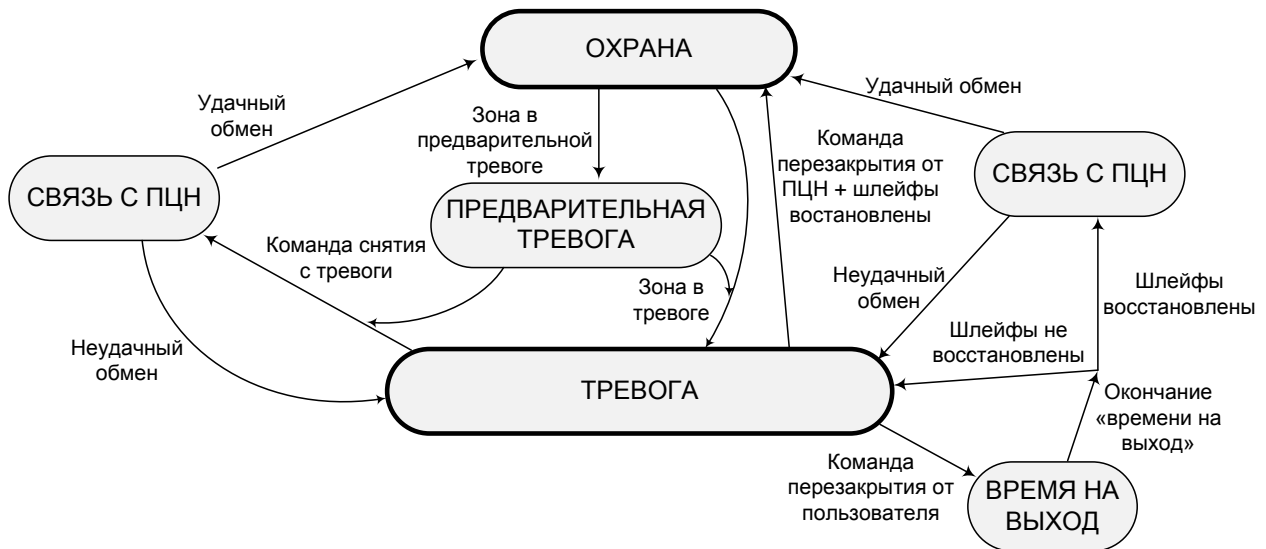 ОХРАНА
Удачный
обмен
Зона в
предварительной
тревоге
Команда
перезакрытия от
ПЦН + шлейфы
востановлены
Удачный обмен
СВЯЗЬ С ПЦН
ПРЕДВАРИТЕЛЬНАЯ
ТРЕВОГА
СВЯЗЬ С ПЦН
Команда снятия
с тревоги
Зона в
тревоге
Неудачный
обмен
Шлейфы
восстановлены
Неудачный
обмен
Шлейфы не
восстановлены
ТРЕВОГА
Окончание
«времени на
выход»
Команда
перезакрытия от
пользователя
ВРЕМЯ НА
ВЫХОД